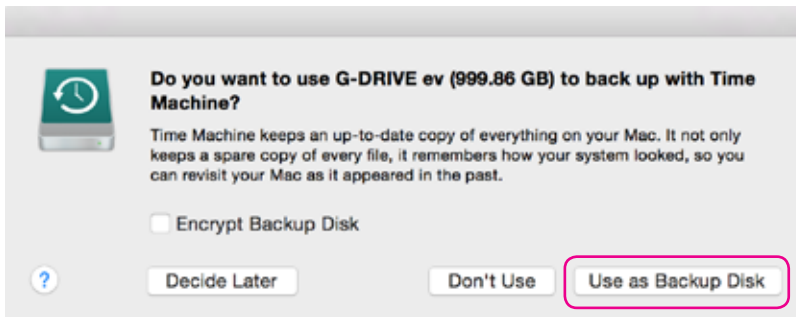 Do you want to use G-DRIVE ev (999.86 GB) to back up with Time
Machine?
Time Machine keeps an up-to-date copy of everything on your Mac. It not only
keeps a spare copy of every file, it remembers how your system looked, so you
can revisit your Mac as it appeared in the past.
Encrypt Backup Disk
? Decide Later Don't Use Use as Backup Disk